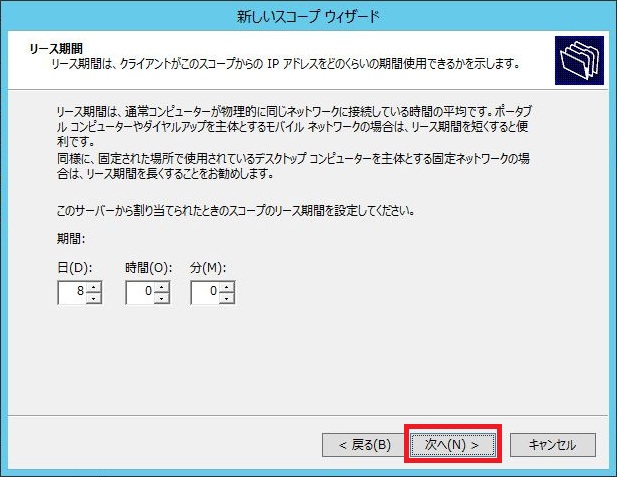 新しいスコープ ウィザード
リース期間
リース期間は、クライアントがこのスコープからの IP アドレスをどのくらいの期間使用できるかを示します。
リース期間は、通常コンピューターが物理的に同じネットワークに接続している時間の平均です。ポータブ
ル コンピューターやダイヤルアップを主体とするモバイル ネットワークの場合は、リース期間を短くすると便
利です。
同様に、固定された場所で使用されているデスクトップ コンピューターを主体とする固定ネットワークの場
合は、リース期間を長くすることをお勧めします。
このサーバーから割り当てられたときのスコープのリース期間を設定してください。
期間:
日(D): 時間(O): 分(M):
8 0 0
< 戻る(B) 次へ(N) > キャンセル